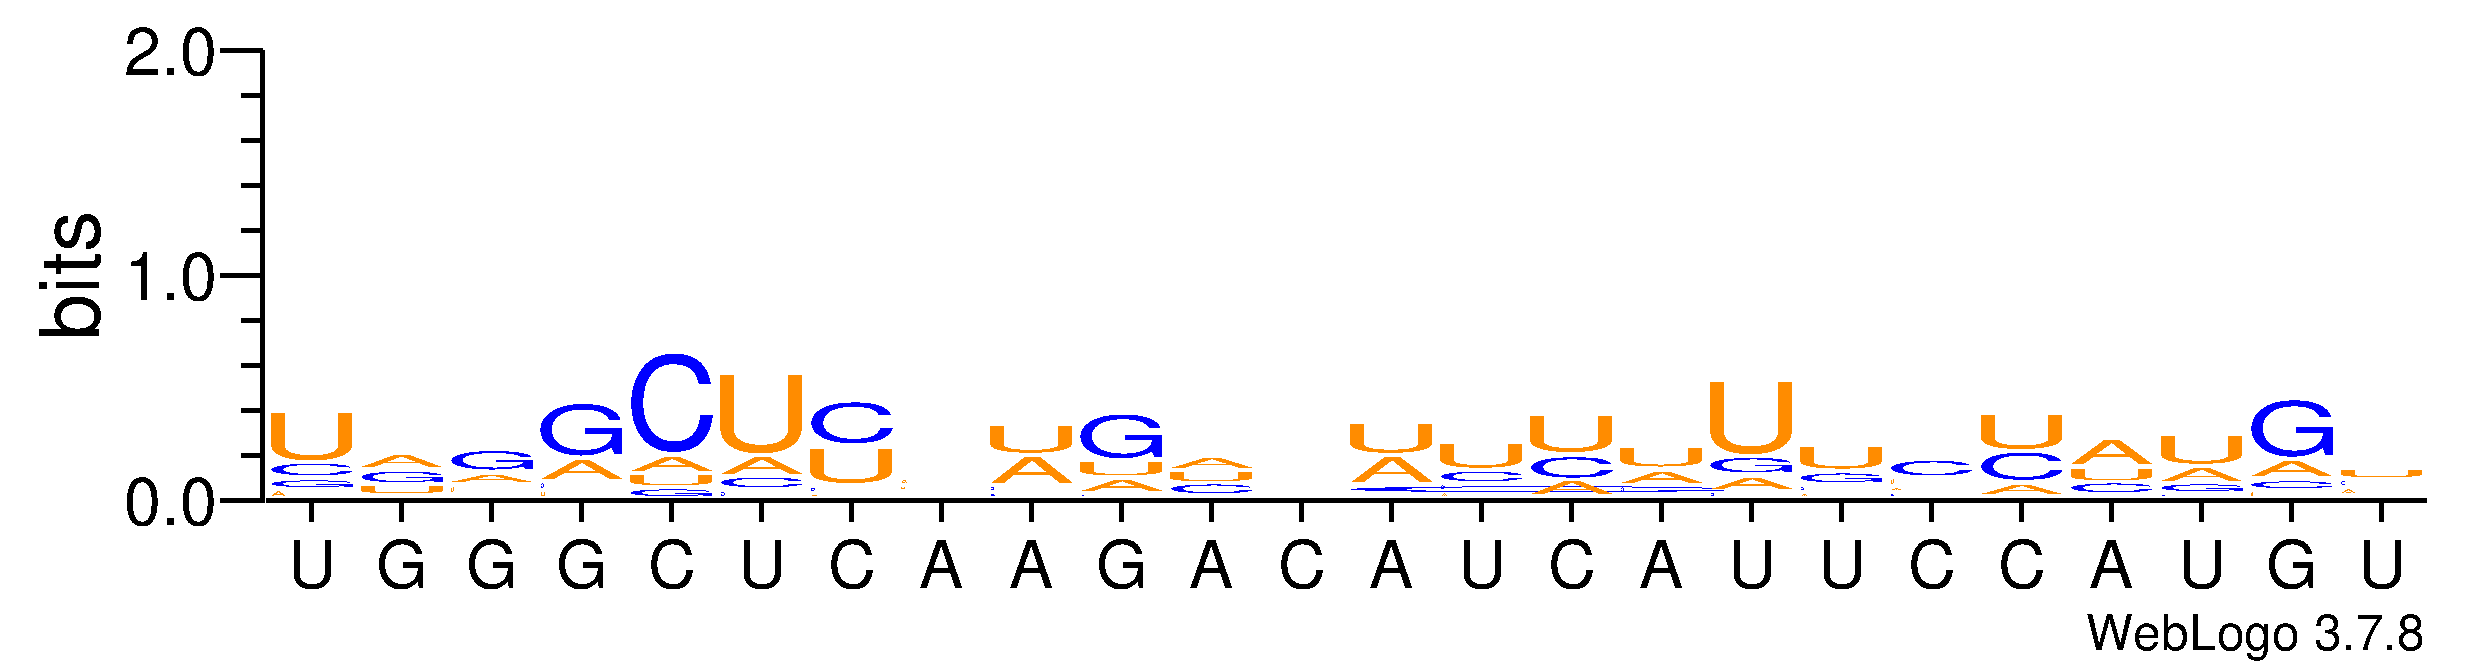 bits
2.0
1.0
0.0
U G G G C U C A A G A C A U C A U U C C A U G U
WebLogo 3.7.8